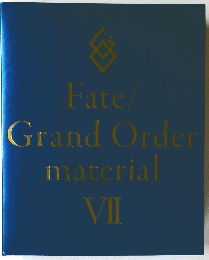 Fate/
Grand Order
material
VII